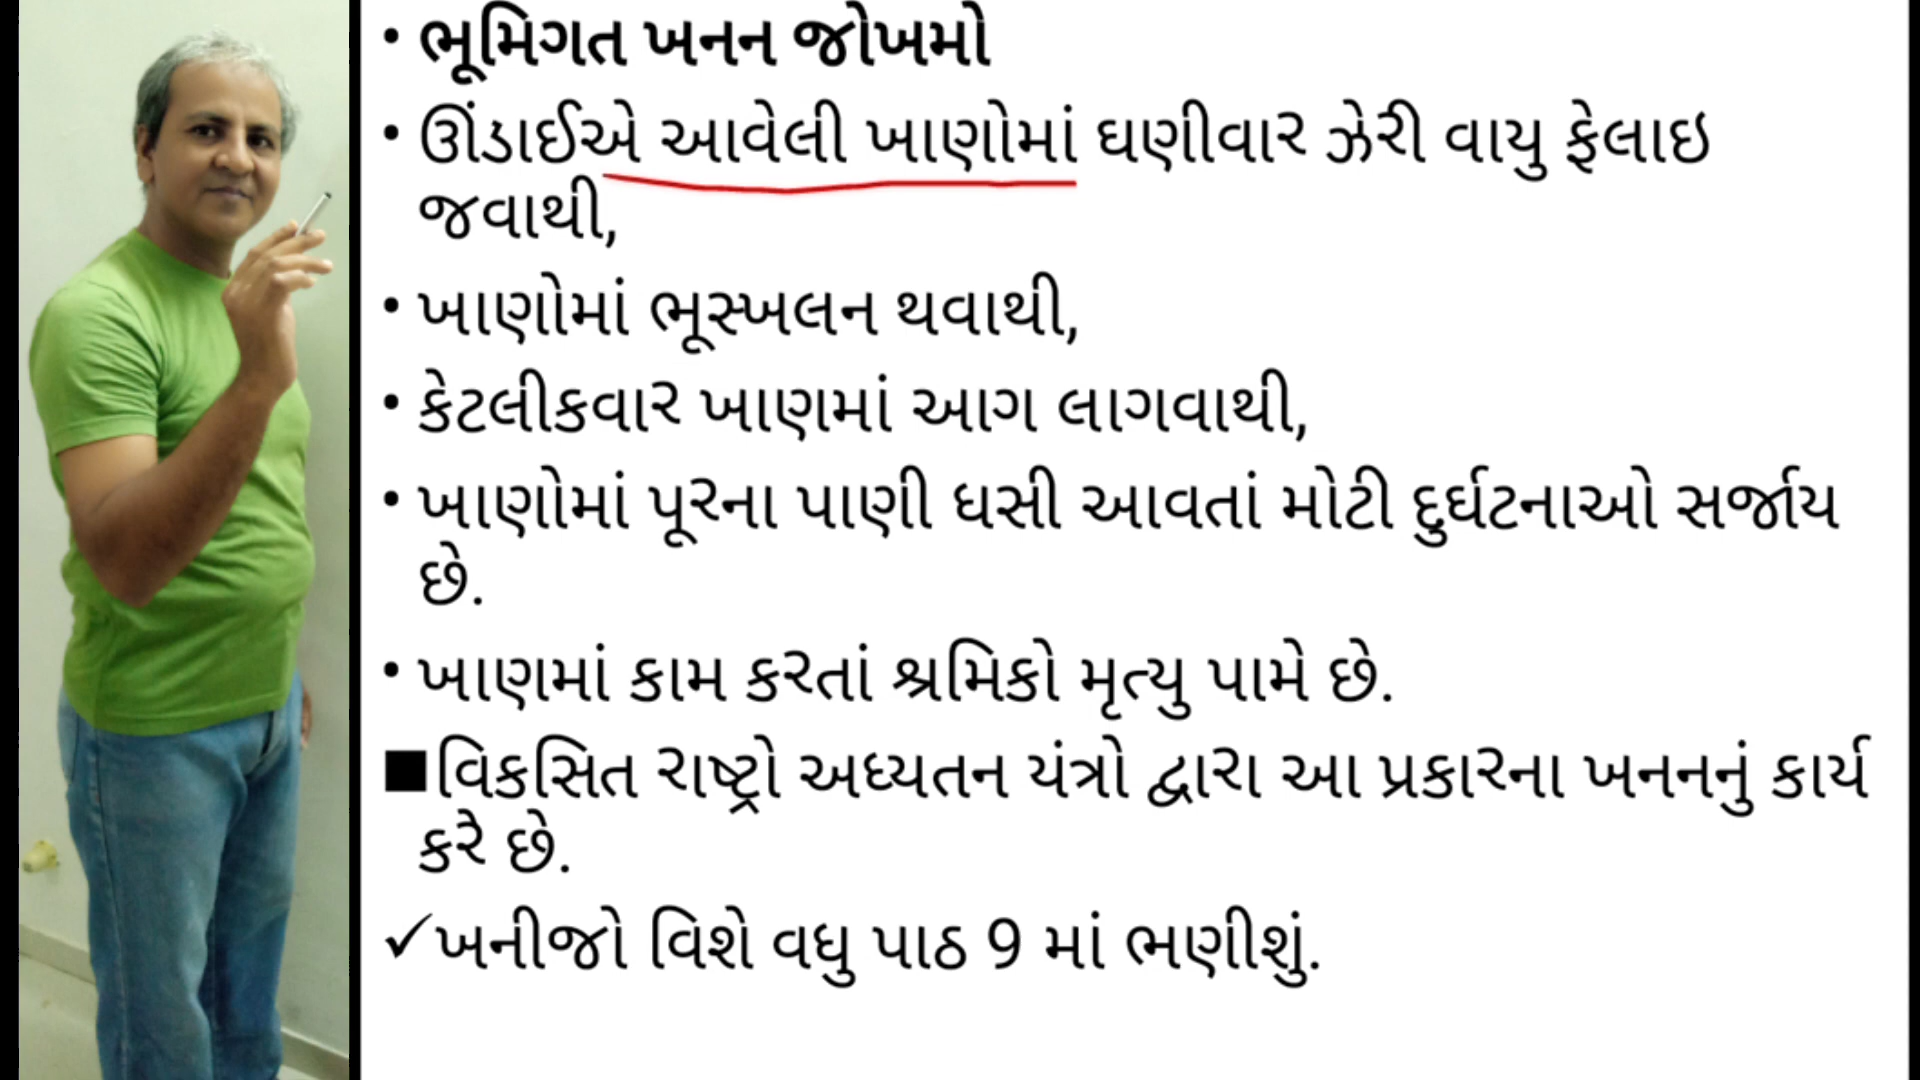 • ભૂમિગત ખનન જોખમો
• ઊંડાઈએ આવેલી ખાણોમાં ઘણીવાર ઝેરી વાયુ ફેલાઇ
જવાથી,
• ખાણોમાં ભૂસ્ખલન થવાથી,
• કેટલીકવાર ખાણમાં આગ લાગવાથી,
• ખાણોમાં પૂરના પાણી ધસી આવતાં મોટી દુર્ઘટનાઓ સર્જાય
છે.
• ખાણમાં કામ કરતાં શ્રમિકો મૃત્યુ પામે છે.
■વિકસિત રાષ્ટ્રો અધ્યતન યંત્રો દ્વારા આ પ્રકારના ખનનનું કાર્ય
કરે છે.
✓ખનીજો વિશે વધુ પાઠ 9 માં ભણીશું.